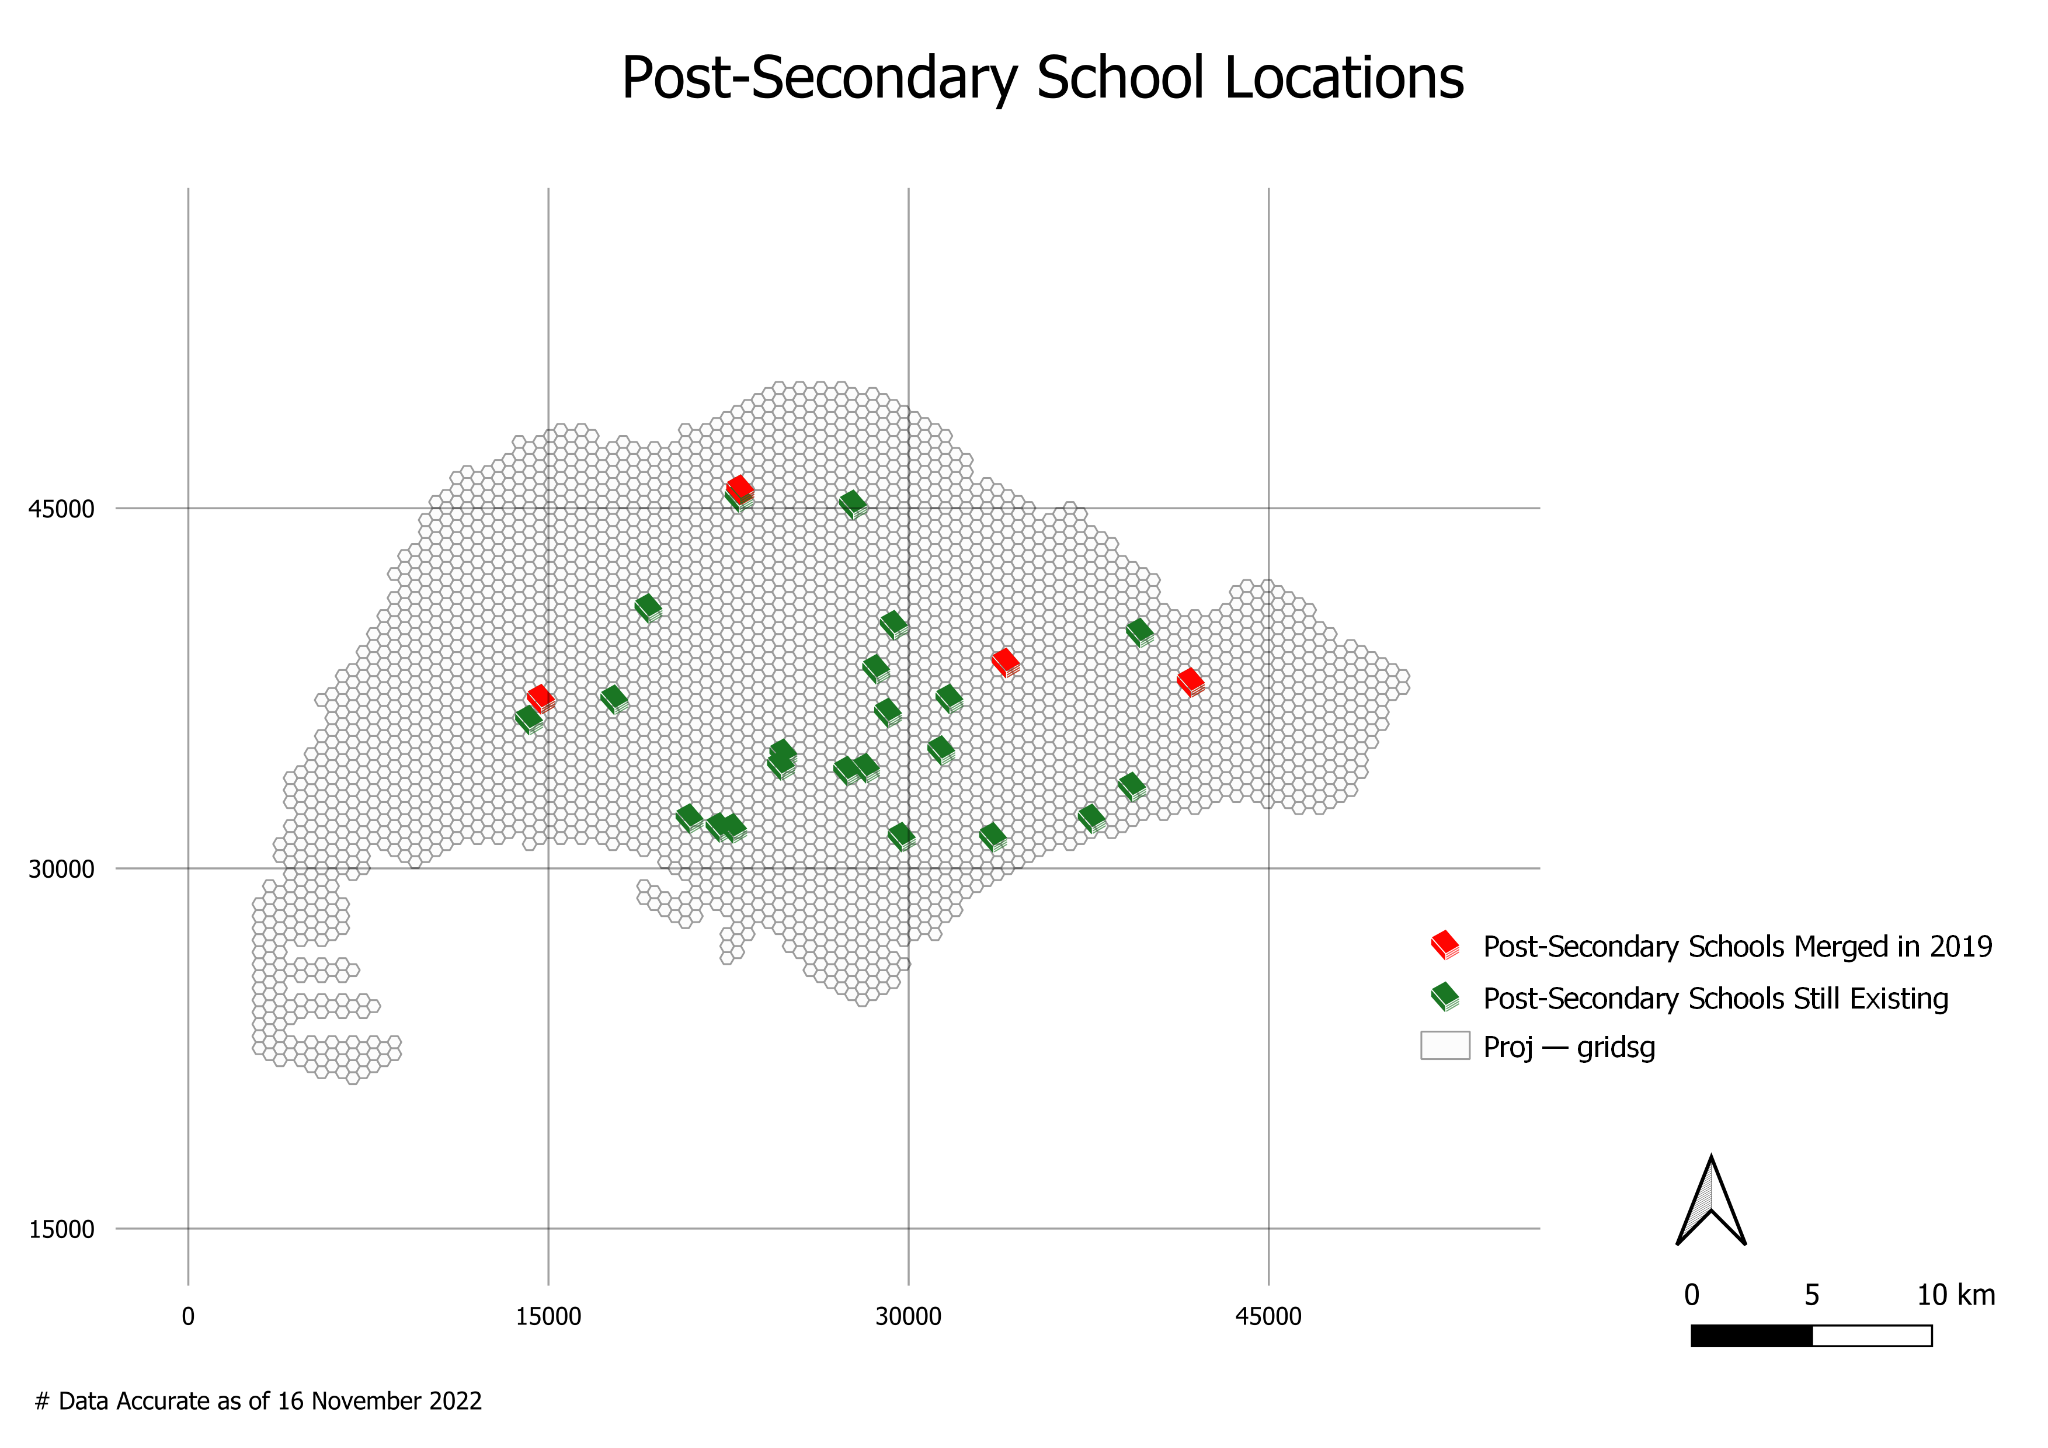 Post-Secondary School Locations
45000
30000
15000
0 15000 30000 45000
Post-Secondary Schools Merged in 2019
Post-Secondary Schools Still Existing
Proj — gridsg
0 5 10 km
# Data Accurate as of 16 November 2022